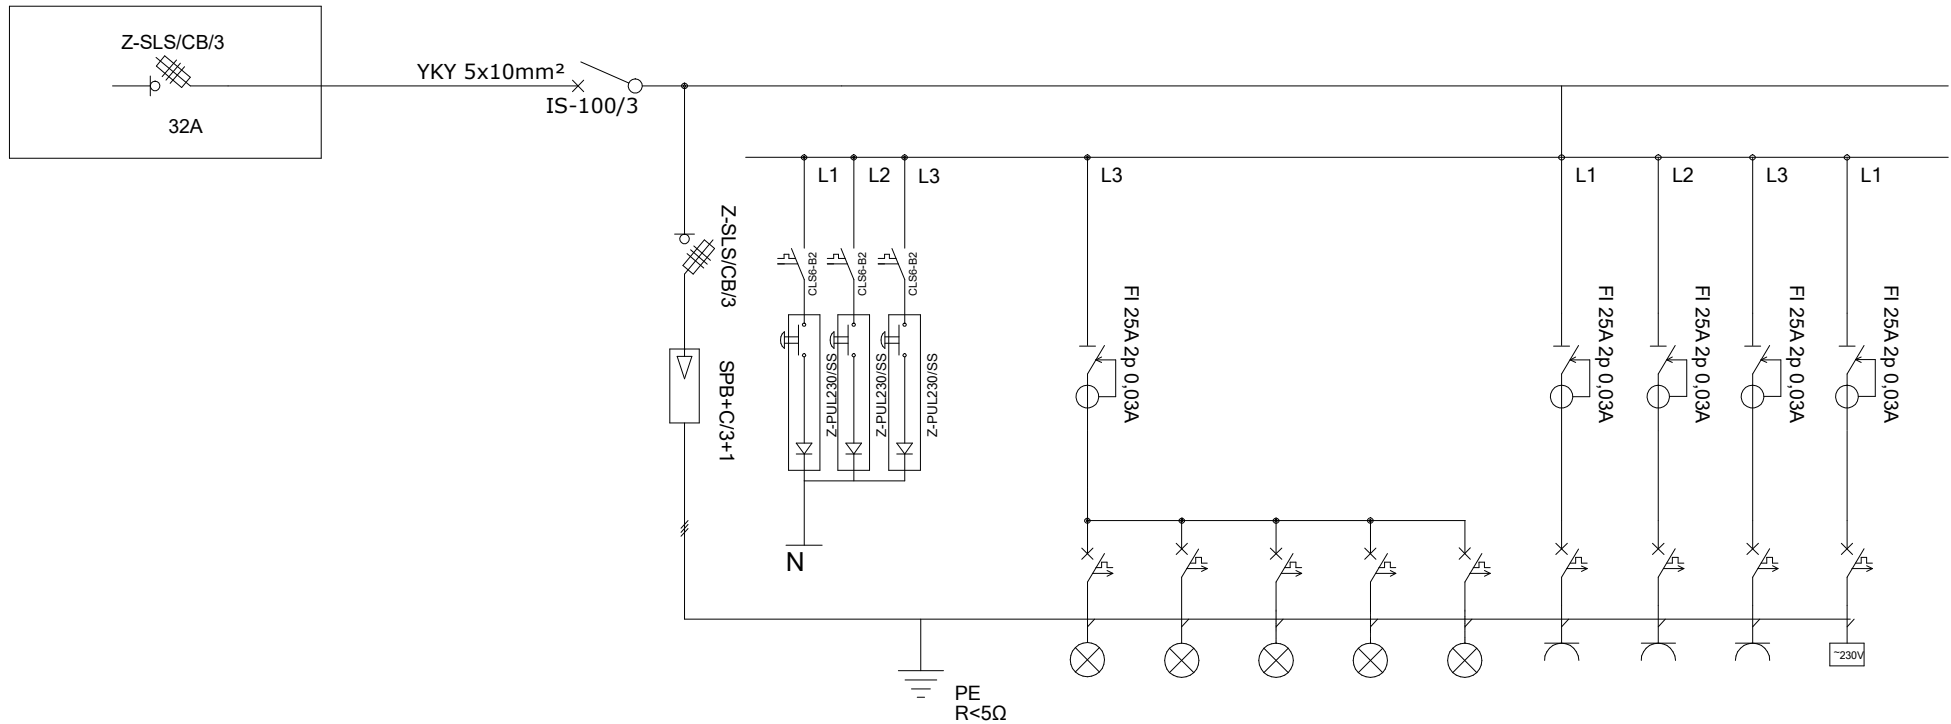 Z-SLS/CB/3
32A
YKY 5x10mm²
IS-100/3
L1
L2
L3
L3
L1
L2
L3
L1
Z-SLS/CB/3
SPB+C/3+1
CLS6-B2
CLS6-B2
CLS6-B2
Z-PUL230/SS
Z-PUL230/SS
Z-PUL230/SS
FI 25A 2p 0,03A
FI 25A 2p 0,03A
FI 25A 2p 0,03A
FI 25A 2p 0,03A
FI 25A 2p 0,03A
N
~230V
PE
R<5Ω